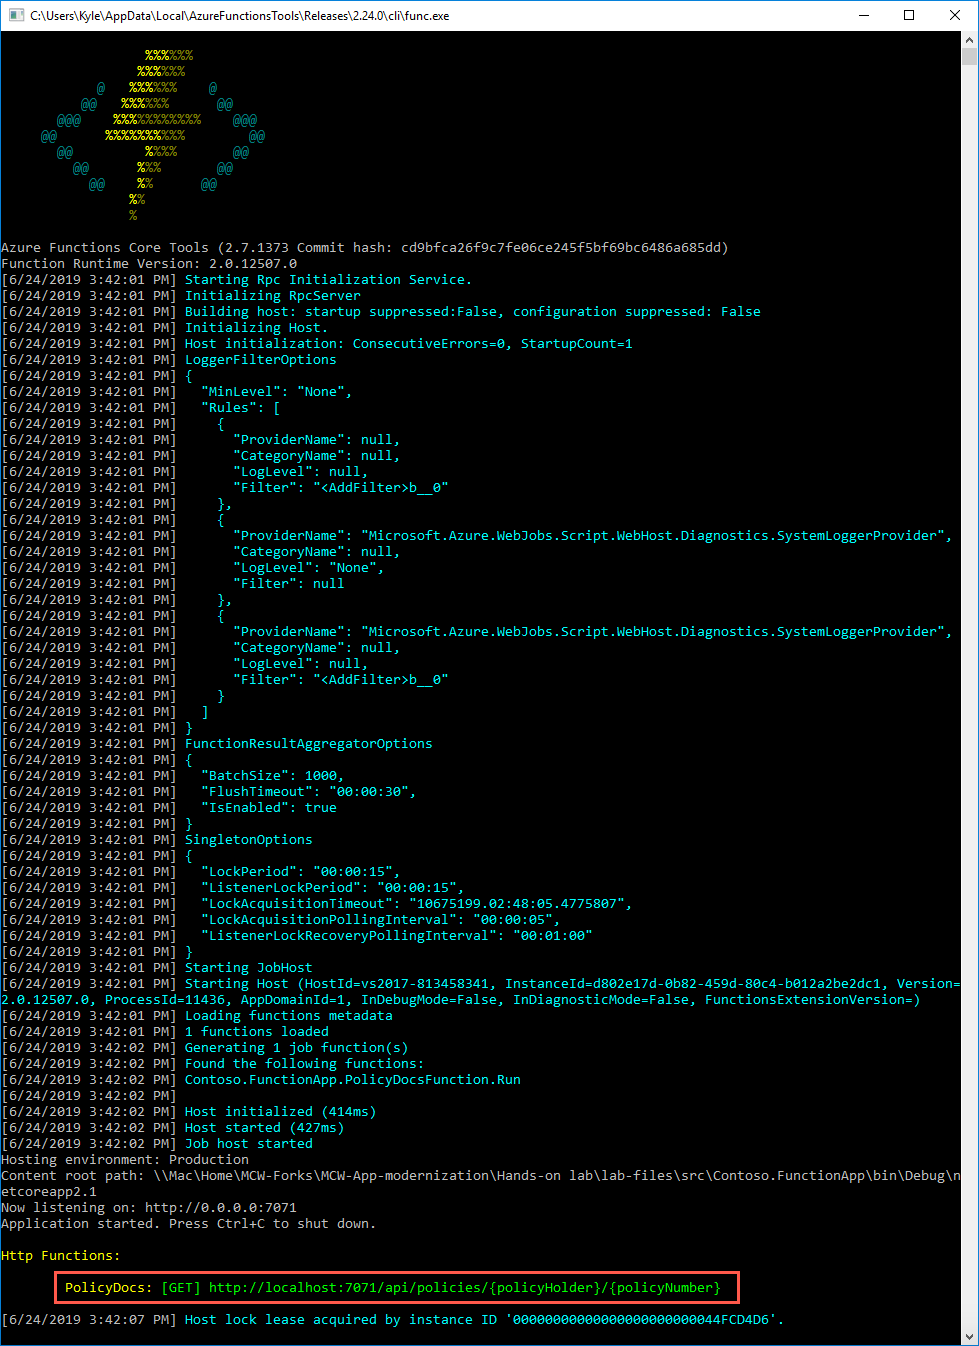 C:\Users\Kyle\AppData\Local\AzureFunctionsTools\Releases\2.24.0\cli\func.exe
%%%%%%
%%%%%%
@ %%%%%% @
@@ %%%%%% @@
@@@ %%%%%%%%%%% @@@
@@ %%%%%%%%%% @@
@@ %%%% @@
@@ %%% @@
@@ %% @@
%%
%
Azure Functions Core Tools (2.7.1373 Commit hash: cd9bfca26f9c7fe06ce245f5bf69bc6486a685dd)
Function Runtime Version: 2.0.12507.0
[6/24/2019 3:42:01 PM] Starting Rpc Initialization Service.
[6/24/2019 3:42:01 PM] Initializing RpcServer
[6/24/2019 3:42:01 PM] Building host: startup suppressed:False, configuration suppressed: False
[6/24/2019 3:42:01 PM] Initializing Host.
[6/24/2019 3:42:01 PM] Host initialization: ConsecutiveErrors=0, StartupCount=1
[6/24/2019 3:42:01 PM] LoggerFilterOptions
[6/24/2019 3:42:01 PM] {
[6/24/2019 3:42:01 PM]   "MinLevel": "None",
[6/24/2019 3:42:01 PM]   "Rules": [
[6/24/2019 3:42:01 PM]     {
[6/24/2019 3:42:01 PM]       "ProviderName": null,
[6/24/2019 3:42:01 PM]       "CategoryName": null,
[6/24/2019 3:42:01 PM]       "LogLevel": null,
[6/24/2019 3:42:01 PM]       "Filter": "<AddFilter>b__0"
[6/24/2019 3:42:01 PM]     },
[6/24/2019 3:42:01 PM]     {
[6/24/2019 3:42:01 PM]       "ProviderName": "Microsoft.Azure.WebJobs.Script.WebHost.Diagnostics.SystemLoggerProvider",
[6/24/2019 3:42:01 PM]       "CategoryName": null,
[6/24/2019 3:42:01 PM]       "LogLevel": "None",
[6/24/2019 3:42:01 PM]       "Filter": null
[6/24/2019 3:42:01 PM]     },
[6/24/2019 3:42:01 PM]     {
[6/24/2019 3:42:01 PM]       "ProviderName": "Microsoft.Azure.WebJobs.Script.WebHost.Diagnostics.SystemLoggerProvider",
[6/24/2019 3:42:01 PM]       "CategoryName": null,
[6/24/2019 3:42:01 PM]       "LogLevel": null,
[6/24/2019 3:42:01 PM]       "Filter": "<AddFilter>b__0"
[6/24/2019 3:42:01 PM]     }
[6/24/2019 3:42:01 PM]   ]
[6/24/2019 3:42:01 PM] }
[6/24/2019 3:42:01 PM] FunctionResultAggregatorOptions
[6/24/2019 3:42:01 PM] {
[6/24/2019 3:42:01 PM]   "BatchSize": 1000,
[6/24/2019 3:42:01 PM]   "FlushTimeout": "00:00:30",
[6/24/2019 3:42:01 PM]   "IsEnabled": true
[6/24/2019 3:42:01 PM] }
[6/24/2019 3:42:01 PM] SingletonOptions
[6/24/2019 3:42:01 PM] {
[6/24/2019 3:42:01 PM]   "LockPeriod": "00:00:15",
[6/24/2019 3:42:01 PM]   "ListenerLockPeriod": "00:00:15",
[6/24/2019 3:42:01 PM]   "LockAcquisitionTimeout": "10675199.02:48:05.4775807",
[6/24/2019 3:42:01 PM]   "LockAcquisitionPollingInterval": "00:00:05",
[6/24/2019 3:42:01 PM]   "ListenerLockRecoveryPollingInterval": "00:01:00"
[6/24/2019 3:42:01 PM] }
[6/24/2019 3:42:01 PM] Starting JobHost
[6/24/2019 3:42:01 PM] Starting Host (HostId=vs2017-813458341, InstanceId=d802e17d-0b82-459d-80c4-b012a2be2dc1, Version=
2.0.12507.0, ProcessId=11436, AppDomainId=1, InDebugMode=False, InDiagnosticMode=False, FunctionsExtensionVersion=)
[6/24/2019 3:42:01 PM] Loading functions metadata
[6/24/2019 3:42:01 PM] 1 functions loaded
[6/24/2019 3:42:02 PM] Generating 1 job function(s)
[6/24/2019 3:42:02 PM] Found the following functions:
[6/24/2019 3:42:02 PM] Contoso.FunctionApp.PolicyDocsFunction.Run
[6/24/2019 3:42:02 PM]
[6/24/2019 3:42:02 PM] Host initialized (414ms)
[6/24/2019 3:42:02 PM] Host started (427ms)
[6/24/2019 3:42:02 PM] Job host started
Hosting environment: Production
Content root path: \\Mac\Home\MCW-Forks\MCW-App-modernization\Hands-on lab\lab-files\src\Contoso.FunctionApp\bin\Debug\n
etcoreapp2.1
Now listening on: http://0.0.0.0:7071
Application started. Press Ctrl+C to shut down.
Http Functions:
PolicyDocs: [GET] http://localhost:7071/api/policies/{policyHolder}/{policyNumber}
[6/24/2019 3:42:07 PM] Host lock lease acquired by instance ID '00000000000000000000000044FCD4D6'.